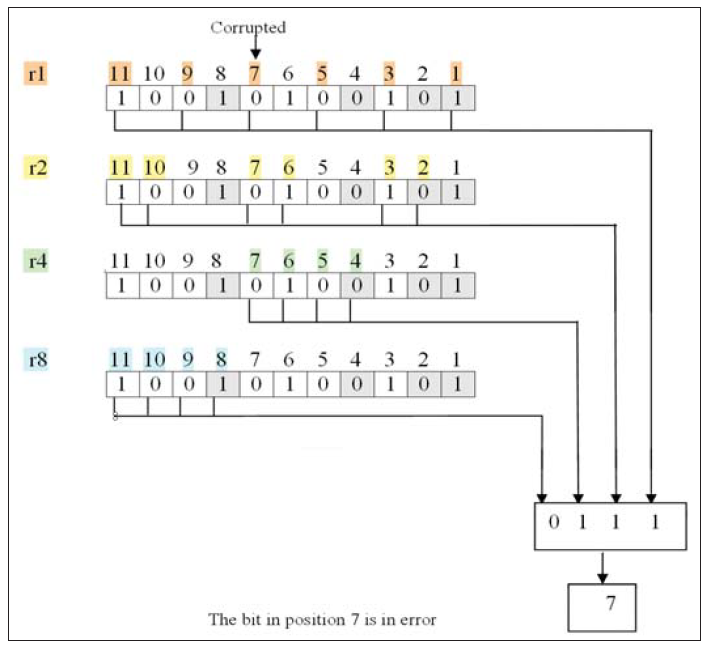 Corrupted
r1 11 10 9 8 7 6 5 4 3 2 1
1 0 0 1 0 1 0 0 1 0 1
r2 11 10 9 8 7 6 5 4 3 2 1
1 0 0 1 0 1 0 0 1 0 1
r4 11 10 9 8 7 6 5 4 3 2 1
1 0 0 1 0 1 0 0 1 0 1
r8 11 10 9 8 7 6 5 4 3 2 1
1 0 0 1 0 1 0 0 1 0 1
0 1 1 1
7
The bit in position 7 is in error